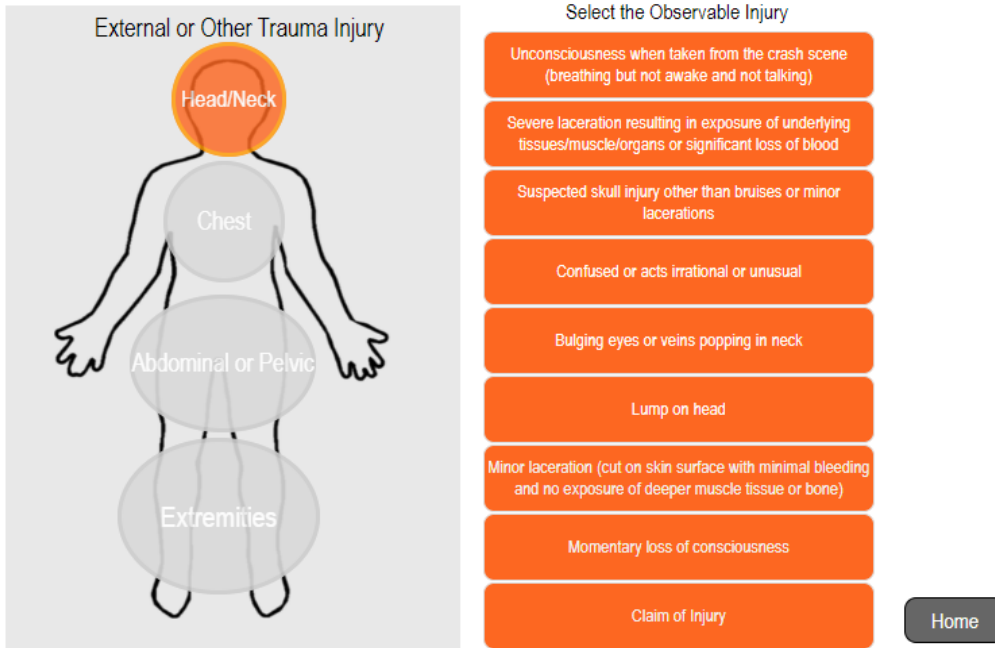 External or Other Trauma Injury
Head/Neck
Chest
Abdominal or Pelvic
Extremities
Select the Observable Injury
Unconsciousness when taken from the crash scene
(breathing but not awake and not talking)
Severe laceration resulting in exposure of underlying
tissues/muscle/organs or significant loss of blood
Suspected skull injury other than bruises or minor
lacerations
Confused or acts irrational or unusual
Bulging eyes or veins popping in neck
Lump on head
Minor laceration (cut on skin surface with minimal bleeding
and no exposure of deeper muscle tissue or bone)
Momentary loss of consciousness
Claim of Injury
Home